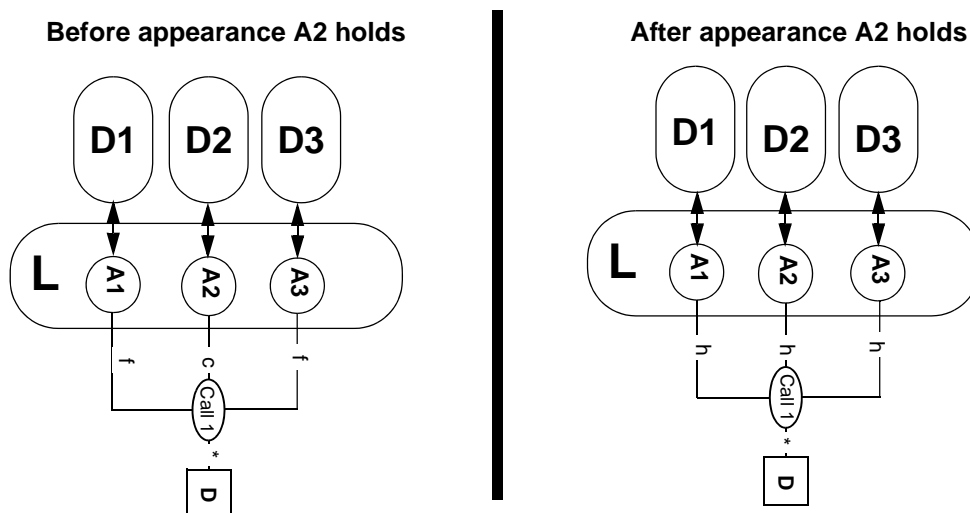 Before appearance A2 holds
D1 D2 D3
L A1 A2 A3
f c f
Call 1
*
D
After appearance A2 holds
D1 D2 D3
L A1 A2 A3
h h h
Call 1
*
D